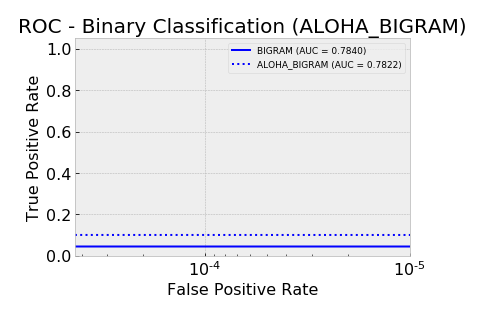 ROC - Binary Classification (ALOHA_BIGRAM)
BIGRAM (AUC = 0.7840)
ALOHA_BIGRAM (AUC = 0.7822)
True Positive Rate
1.0
0.8
0.6
0.4
0.2
0.0
10⁻⁴ 10⁻⁵
False Positive Rate